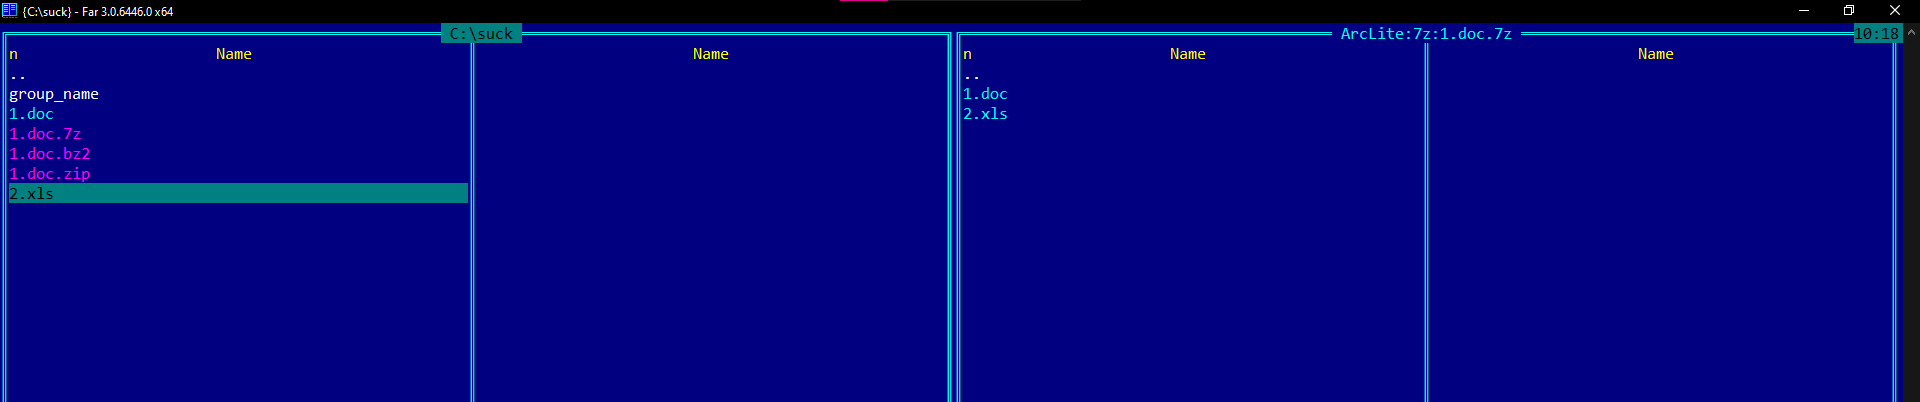 {C:\suck} - Far 3.0.6446.0 x64
C:\suck
n Name Name
..
group_name
1.doc
1.doc.7z
1.doc.bz2
1.doc.zip
2.xls
ArcLite:7z:1.doc.7z 10:18
n Name Name
..
1.doc
2.xls